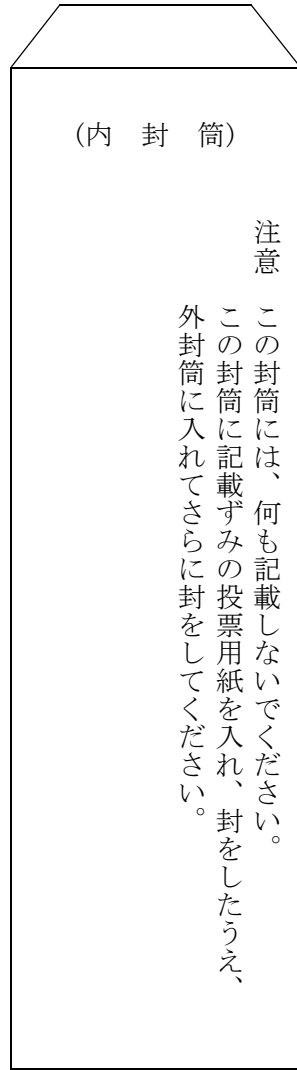 (内　封　筒)
注意　この封筒には、何も記載しないでください。
この封筒に記載ずみの投票用紙を入れ、封をしたうえ、
外封筒に入れてさらに封をしてください。